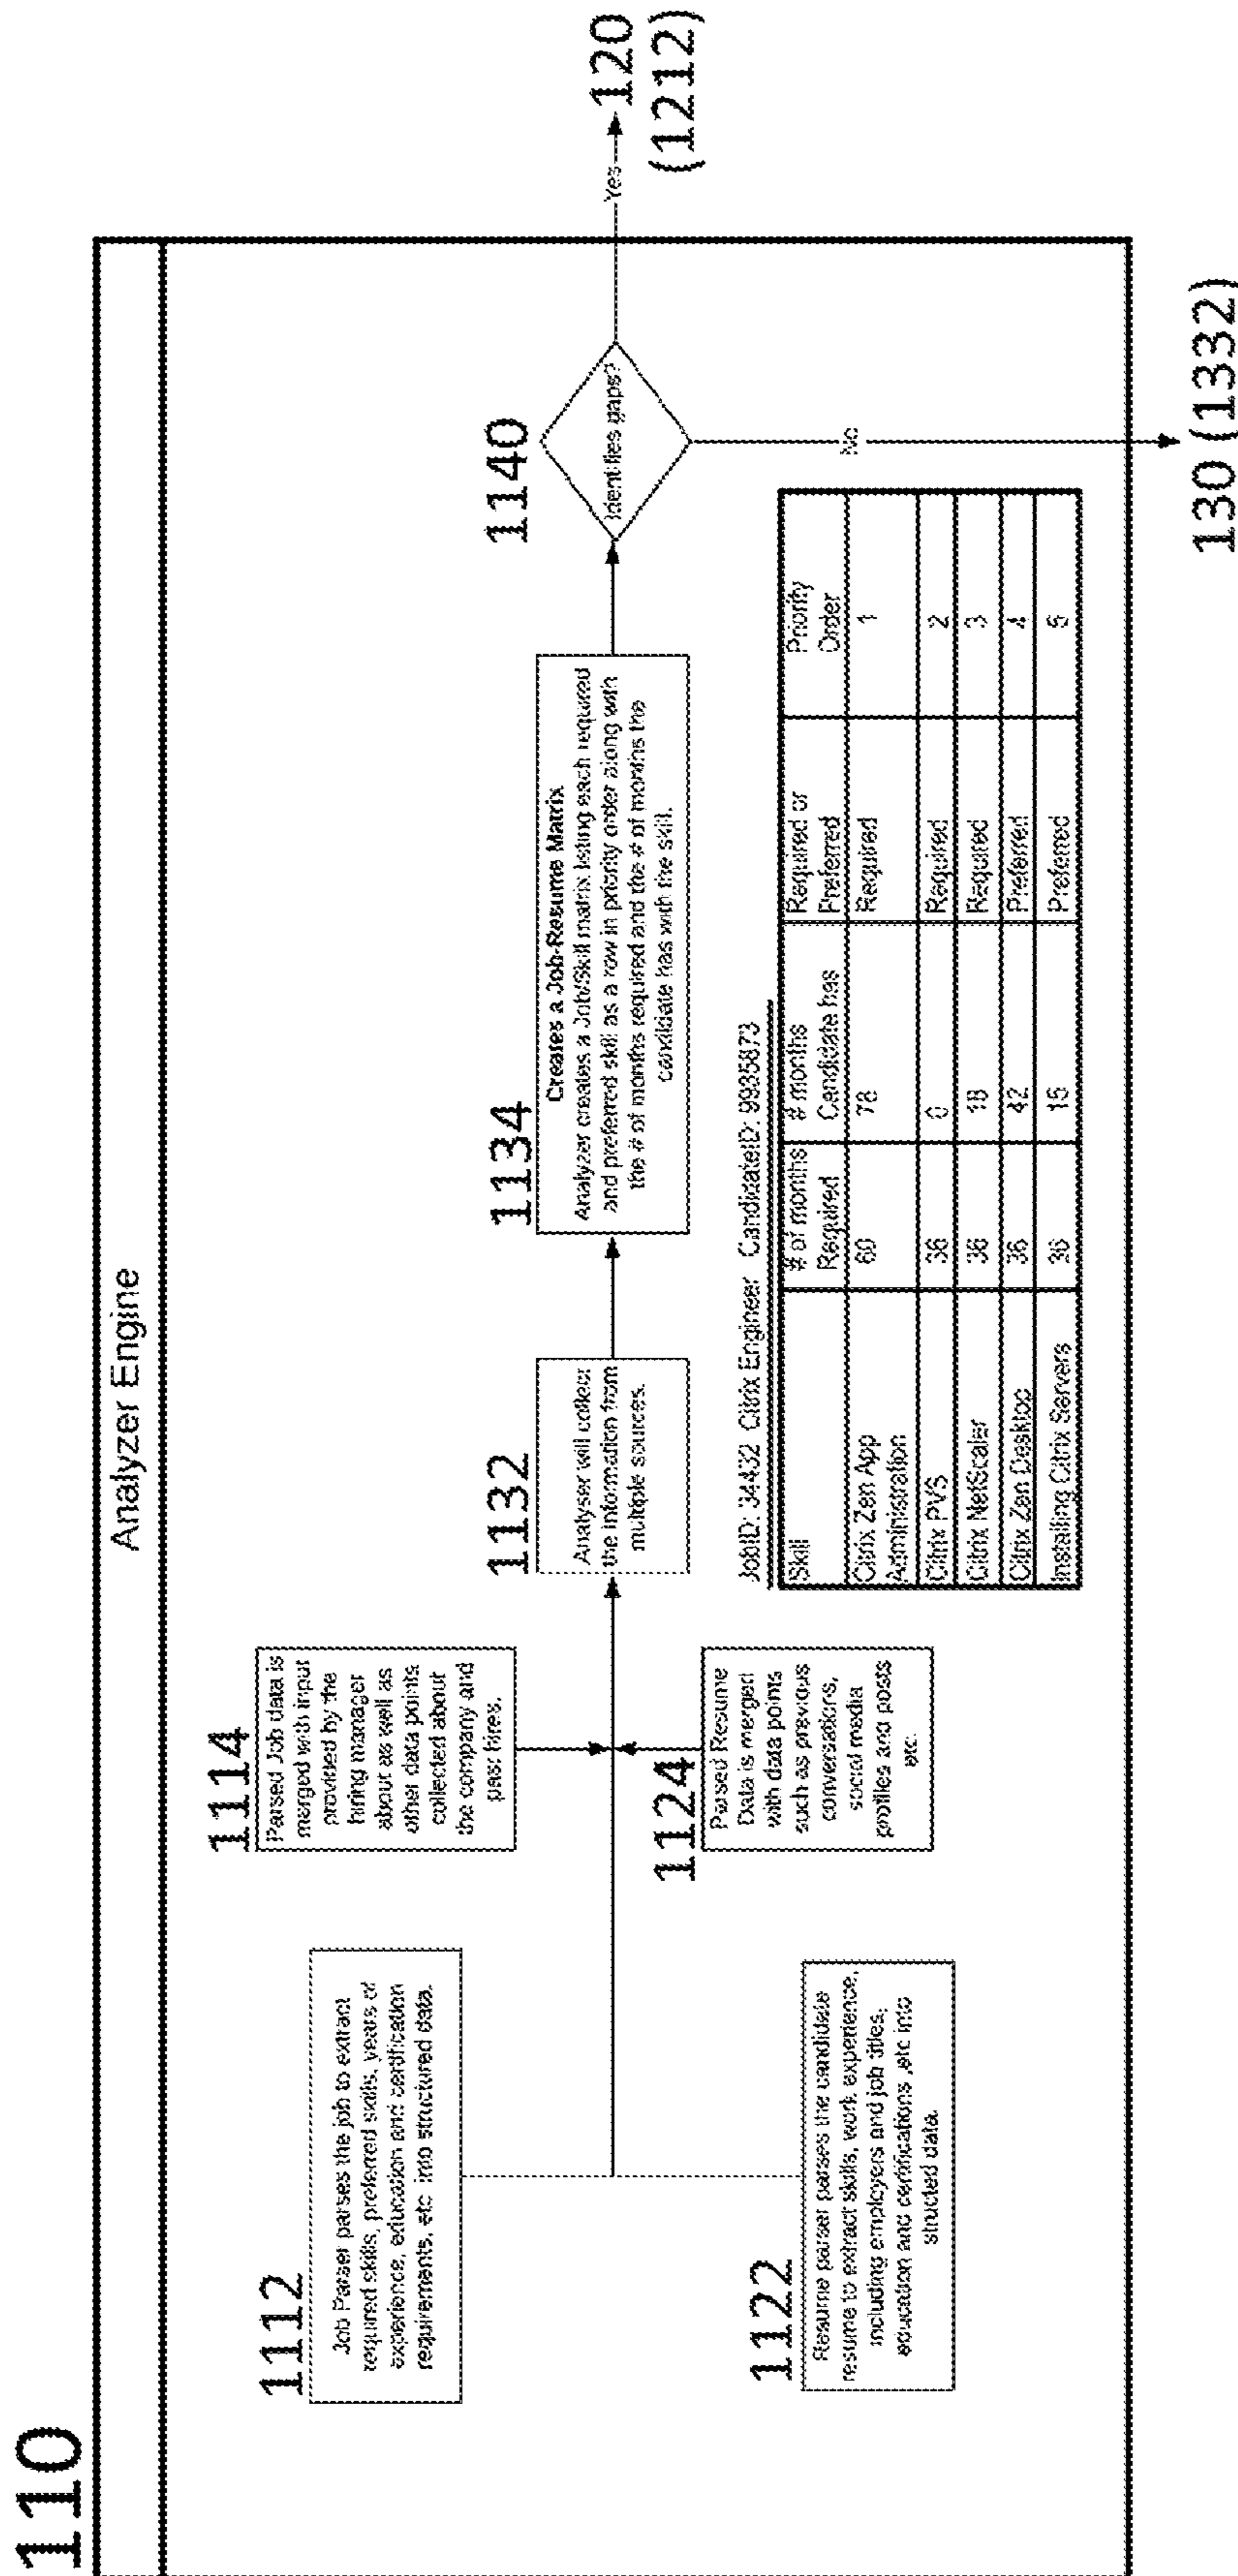 110
Analyzer Engine
1112
Job Parser parses the job to extract
required skills, preferred skills, years of
experience, education and certification
requirements, etc into structured data.
1122
Resume parser parses the candidate
resume to extract skills, work experience,
including employers and job titles,
education and certifications ,etc into
structed data.
1114
Parsed Job data is
merged with input
provided by the
hiring manager
about as well as
other data points
collected about
the company and
past hires.
1124
Parsed Resume
Data is merged
with data points
such as previous
conversations,
social media
profiles and posts
etc.
1132
Analyser will collect
the information from
multiple sources.
1134
Creates a Job-Resume Matrix
Analyzer creates a Job/Skill matrix listing each required
and preferred skill as a row in priority order along with
the # of months required and the # of months the
candidate has with the skill.
1140
Identifies gaps?
Yes
120
(1212)
No
130 (1332)
JobID: 34432 Citrix Engineer CandidateID: 9935873
Skill # of months Required # months Candidate has Required or Preferred Priority Order
Citrix Zen App Administration 60 78 Required 1
Citrix PVS 36 0 Required 2
Citrix NetScaler 36 18 Required 3
Citrix Zen Desktop 36 42 Preferred 4
Installing Citrix Servers 36 Preferred 5